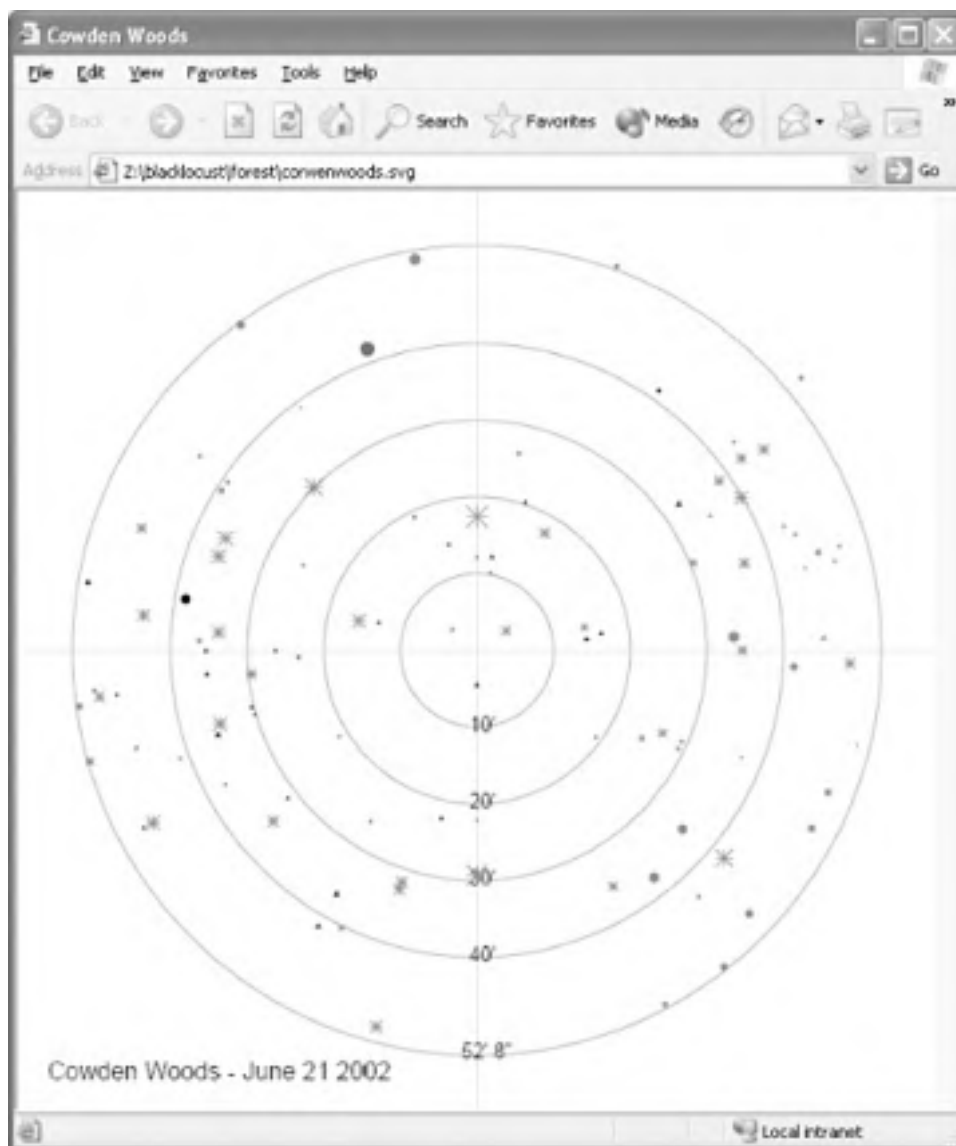 Cowden Woods
File Edit View Favorites Tools Help
Back Search Favorites Media »
Address Z:\blacklocust\forest\corwenwoods.svg Go
10'
20'
30'
40'
52' 8"
Cowden Woods - June 21 2002
Local intranet